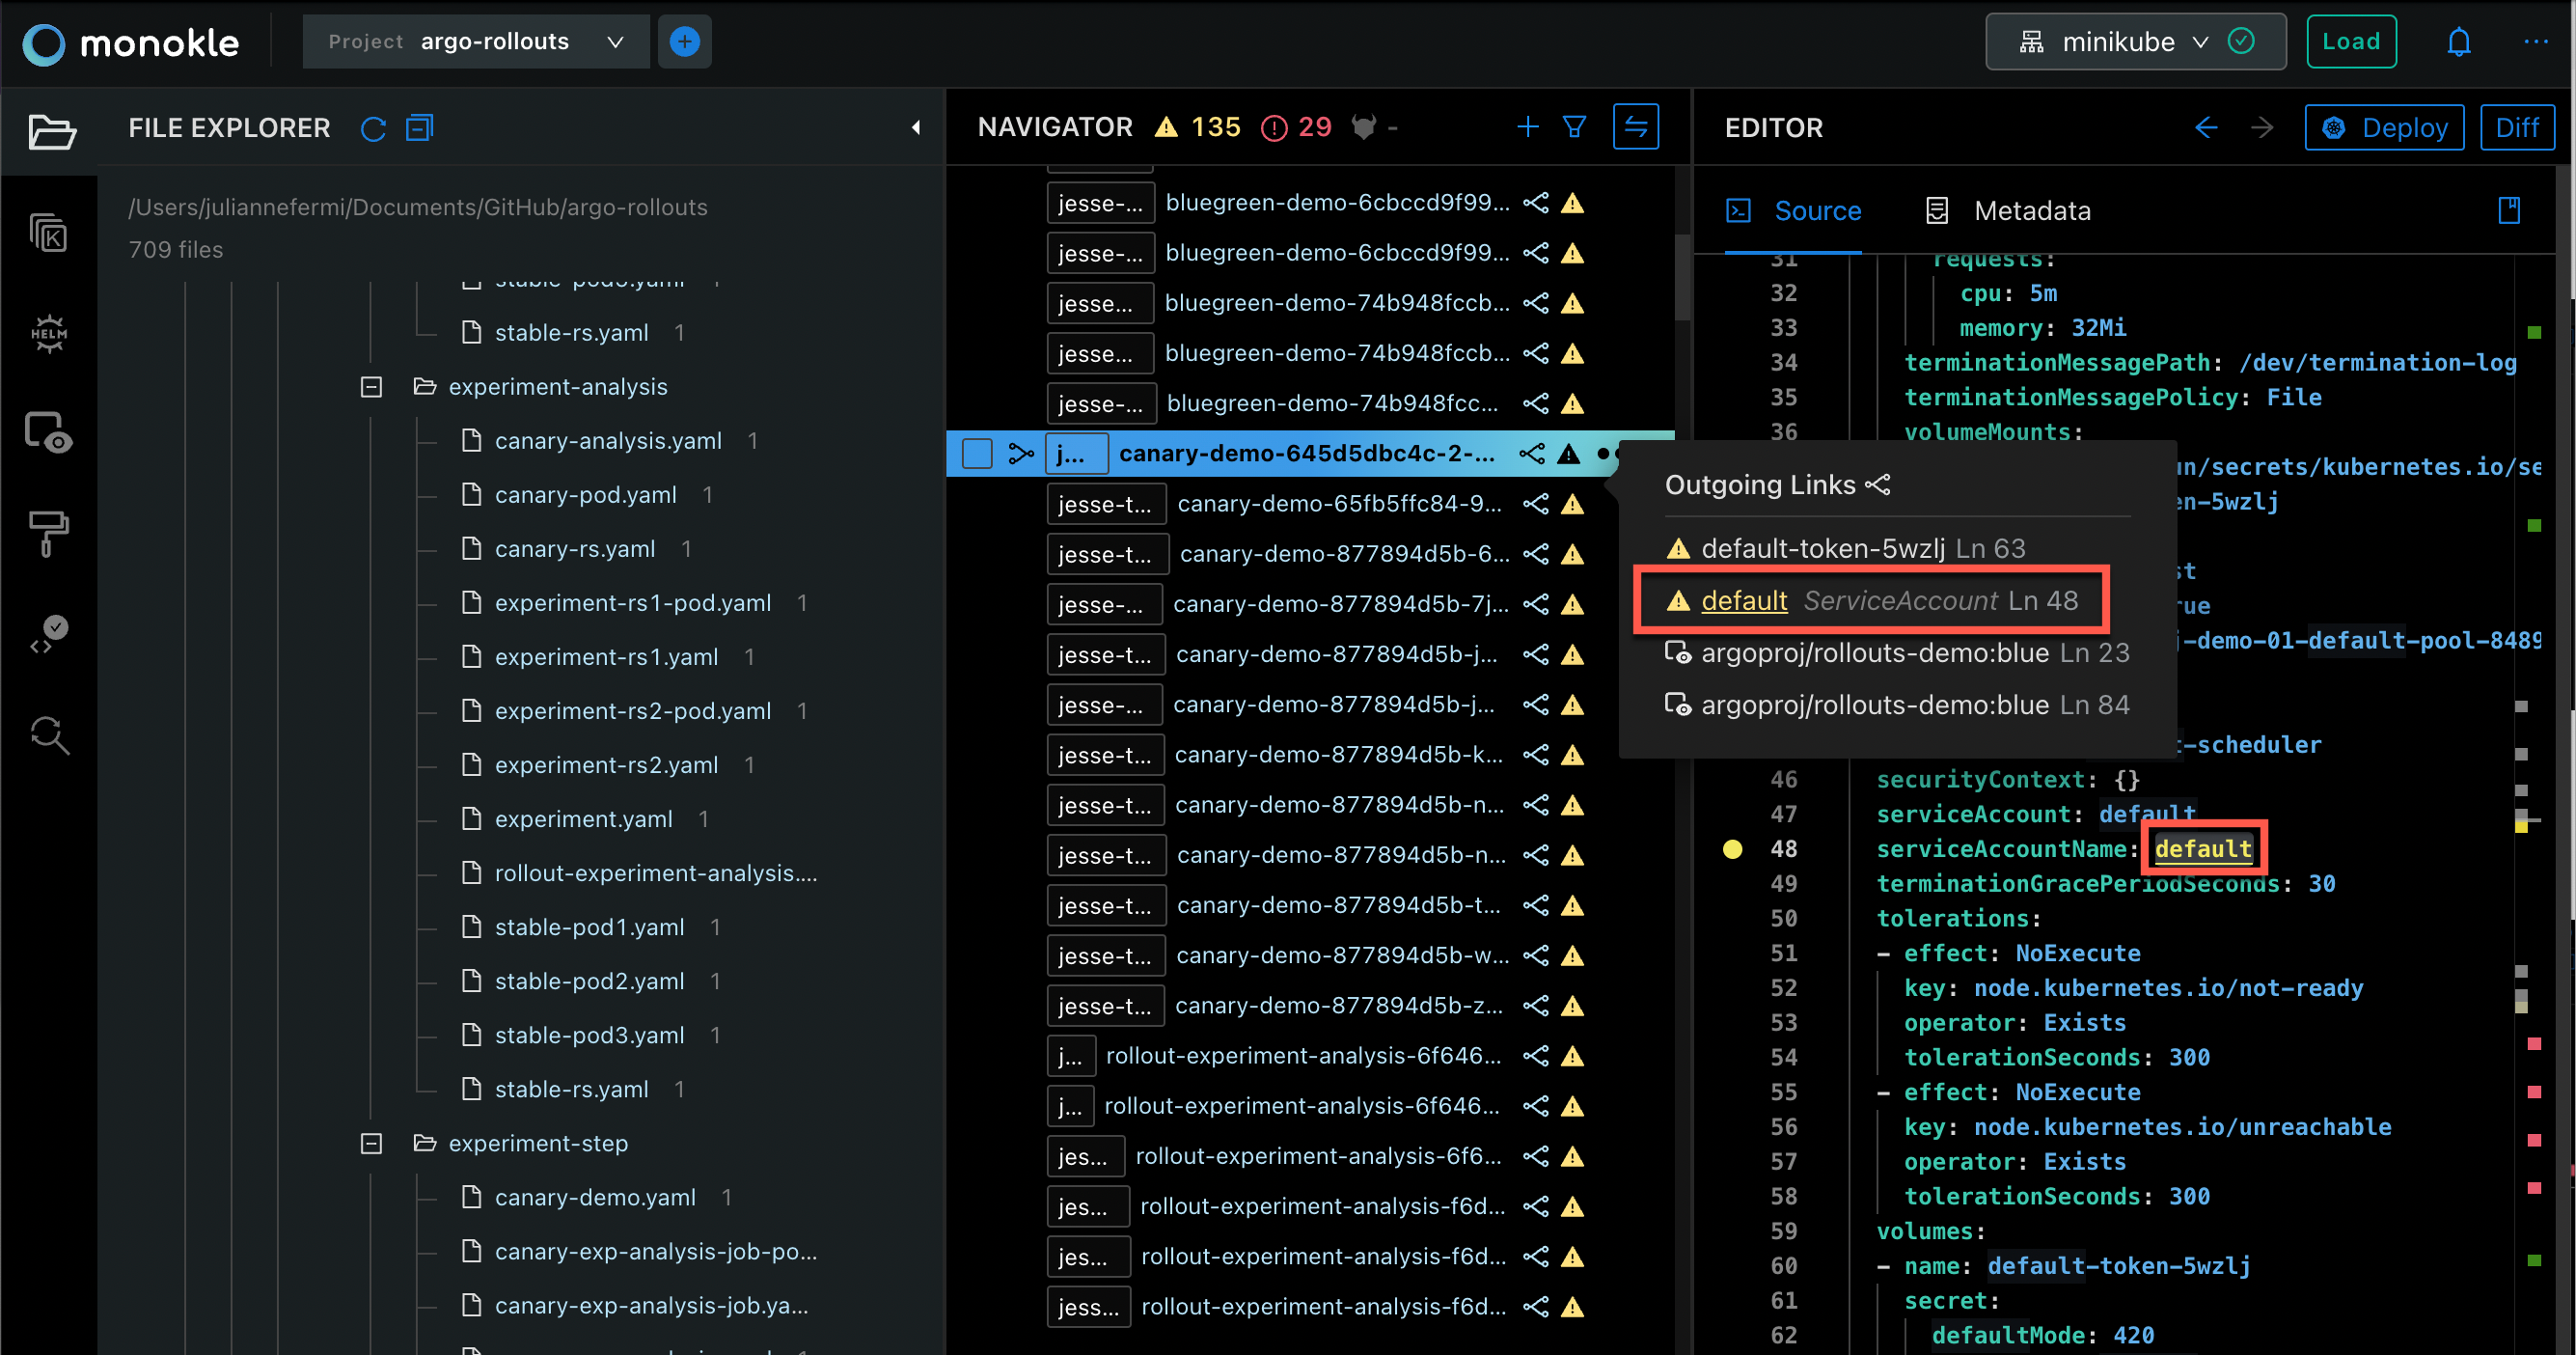 monokle
Project argo-rollouts
minikube
Load
FILE EXPLORER
/Users/juliannefermi/Documents/GitHub/argo-rollouts
709 files
stable-rs.yaml 1
experiment-analysis
canary-analysis.yaml 1
canary-pod.yaml 1
canary-rs.yaml 1
experiment-rs1-pod.yaml 1
experiment-rs1.yaml 1
experiment-rs2-pod.yaml 1
experiment-rs2.yaml 1
experiment.yaml 1
rollout-experiment-analysis....
stable-pod1.yaml 1
stable-pod2.yaml 1
stable-pod3.yaml 1
stable-rs.yaml 1
experiment-step
canary-demo.yaml 1
canary-exp-analysis-job-po...
canary-exp-analysis-job.ya...
K
HELM
NAVIGATOR 135 29 -
jesse-... bluegreen-demo-6cbccd9f99...
jesse-... bluegreen-demo-6cbccd9f99...
jesse... bluegreen-demo-74b948fccb...
jesse... bluegreen-demo-74b948fccb...
jesse-... bluegreen-demo-74b948fcc...
j... canary-demo-645d5dbc4c-2-...
jesse-t... canary-demo-65fb5ffc84-9...
jesse-t... canary-demo-877894d5b-6...
jesse-... canary-demo-877894d5b-7j...
jesse-t... canary-demo-877894d5b-j...
jesse-... canary-demo-877894d5b-j...
jesse-t... canary-demo-877894d5b-k...
jesse-t... canary-demo-877894d5b-n...
jesse-t... canary-demo-877894d5b-n...
jesse-t... canary-demo-877894d5b-t...
jesse-t... canary-demo-877894d5b-w...
jesse-t... canary-demo-877894d5b-z...
j... rollout-experiment-analysis-6f646...
j... rollout-experiment-analysis-6f646...
jes... rollout-experiment-analysis-6f6...
jes... rollout-experiment-analysis-f6d...
jes... rollout-experiment-analysis-f6d...
jess... rollout-experiment-analysis-f6d...
Outgoing Links
default-token-5wzlj Ln 63
default ServiceAccount Ln 48
argoproj/rollouts-demo:blue Ln 23
argoproj/rollouts-demo:blue Ln 84
EDITOR
Deploy
Diff
Source
Metadata
31 requests:
32 cpu: 5m
33 memory: 32Mi
34 terminationMessagePath: /dev/termination-log
35 terminationMessagePolicy: File
36 volumeMounts:
un/secrets/kubernetes.io/se
en-5wzlj
st
rue
j-demo-01-default-pool-8489
t-scheduler
46 securityContext: {}
47 serviceAccount: default
48 serviceAccountName: default
49 terminationGracePeriodSeconds: 30
50 tolerations:
51 - effect: NoExecute
52 key: node.kubernetes.io/not-ready
53 operator: Exists
54 tolerationSeconds: 300
55 - effect: NoExecute
56 key: node.kubernetes.io/unreachable
57 operator: Exists
58 tolerationSeconds: 300
59 volumes:
60 - name: default-token-5wzlj
61 secret:
62 defaultMode: 420